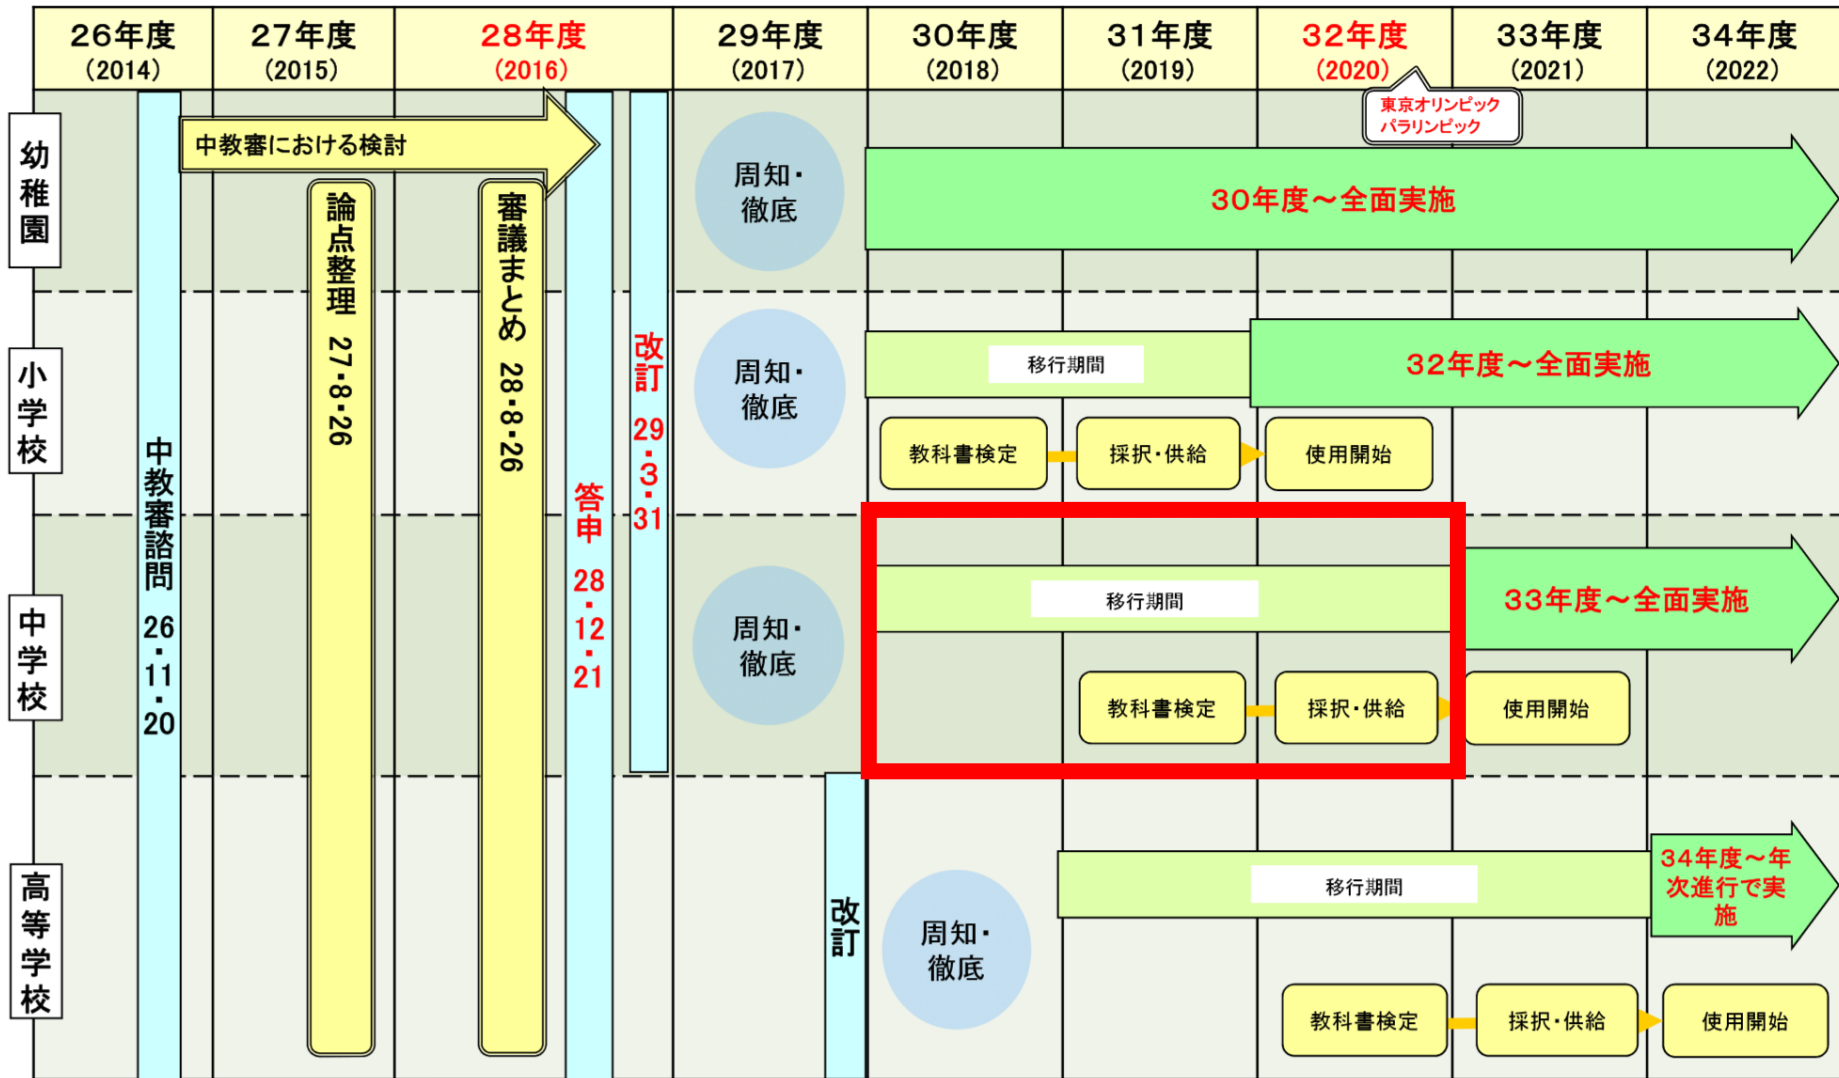 26年度
(2014)
27年度
(2015)
28年度
(2016)
29年度
(2017)
30年度
(2018)
31年度
(2019)
32年度
(2020)
33年度
(2021)
34年度
(2022)
東京オリンピック
パラリンピック
中教審諮問 26・11・20
中教審における検討
論点整理 27・8・26
審議まとめ 28・8・26
答申 28・12・21
改訂 29・3・31
幼稚園
周知・
徹底
30年度～全面実施
小学校
周知・
徹底
移行期間
32年度～全面実施
教科書検定
採択・供給
使用開始
中学校
周知・
徹底
移行期間
33年度～全面実施
教科書検定
採択・供給
使用開始
高等学校
改訂
周知・
徹底
移行期間
34年度～年
次進行で実
施
教科書検定
採択・供給
使用開始